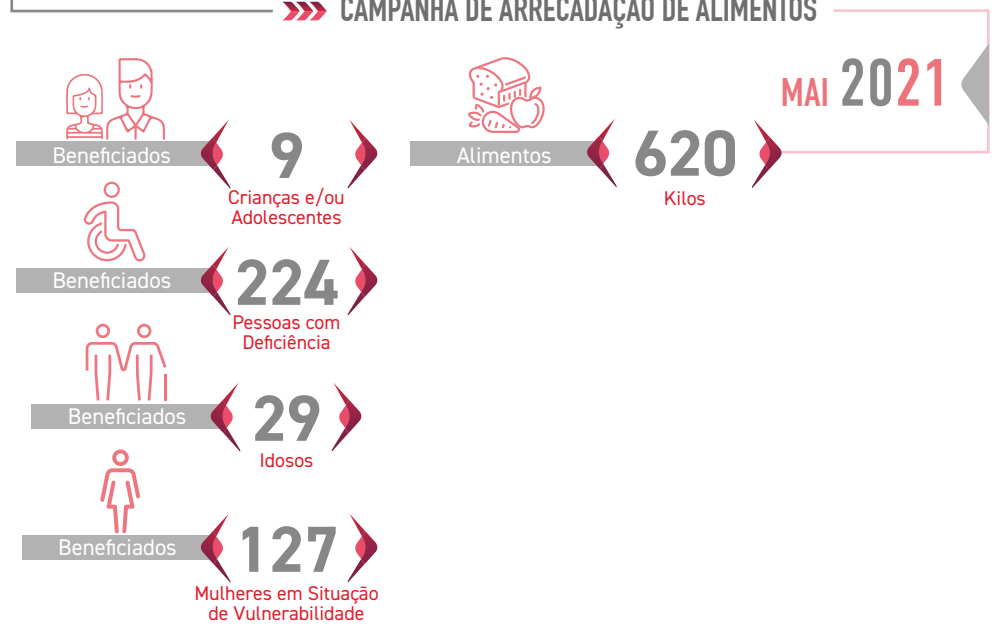 CAMPANHA DE ARRECADAÇÃO DE ALIMENTOS
MAI 2021
Beneficiados
9
Crianças e/ou
Adolescentes
Alimentos
620
Kilos
Beneficiados
224
Pessoas com
Deficiência
Beneficiados
29
Idosos
Beneficiados
127
Mulheres em Situação
de Vulnerabilidade